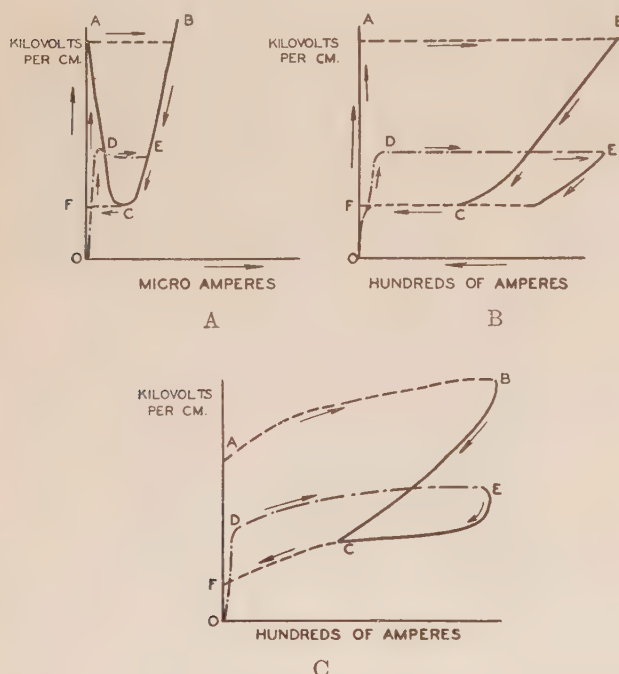 A
B
KILOVOLTS
PER CM.
D
E
F
C
O
MICRO AMPERES
A
A
KILOVOLTS
PER CM.
D
E
F
C
O
HUNDREDS OF AMPERES
B
KILOVOLTS
PER CM.
B
A
D
E
C
F
O
HUNDREDS OF AMPERES
C